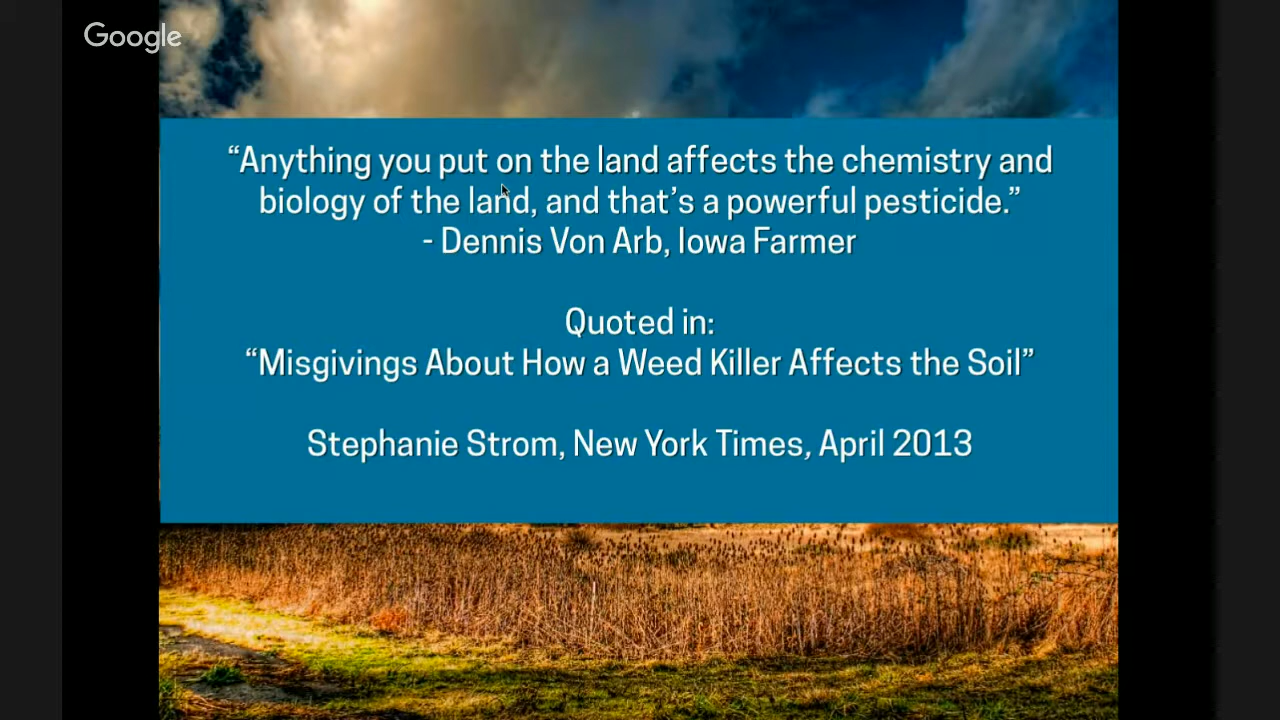 Google
“Anything you put on the land affects the chemistry and
biology of the land, and that’s a powerful pesticide.”
- Dennis Von Arb, Iowa Farmer
Quoted in:
“Misgivings About How a Weed Killer Affects the Soil”
Stephanie Strom, New York Times, April 2013